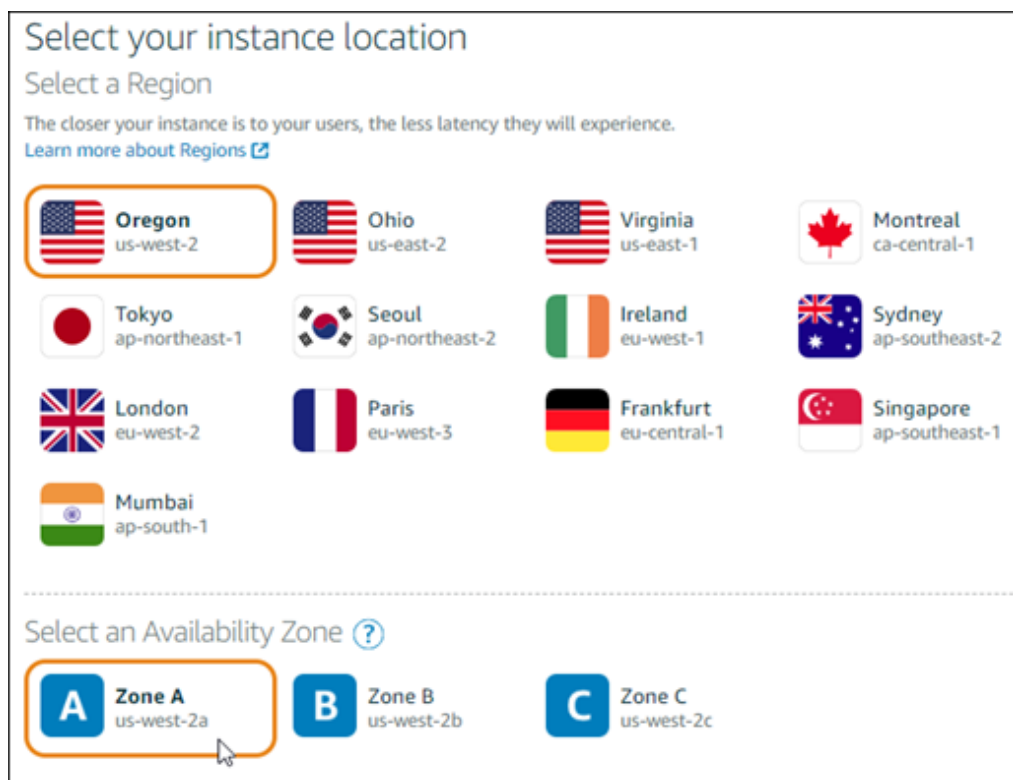 Select your instance location
Select a Region
The closer your instance is to your users, the less latency they will experience.
Learn more about Regions
Oregon
us-west-2
Ohio
us-east-2
Virginia
us-east-1
Montreal
ca-central-1
Tokyo
ap-northeast-1
Seoul
ap-northeast-2
Ireland
eu-west-1
Sydney
ap-southeast-2
London
eu-west-2
Paris
eu-west-3
Frankfurt
eu-central-1
Singapore
ap-southeast-1
Mumbai
ap-south-1
Select an Availability Zone ?
A
Zone A
us-west-2a
B
Zone B
us-west-2b
C
Zone C
us-west-2c